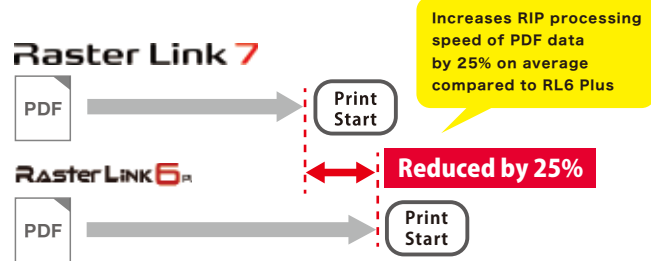 Increases RIP processing
speed of PDF data
by 25% on average
compared to RL6 Plus
Raster Link 7
PDF
Print
Start
Reduced by 25%
RASTER LINK 6
PDF
Print
Start